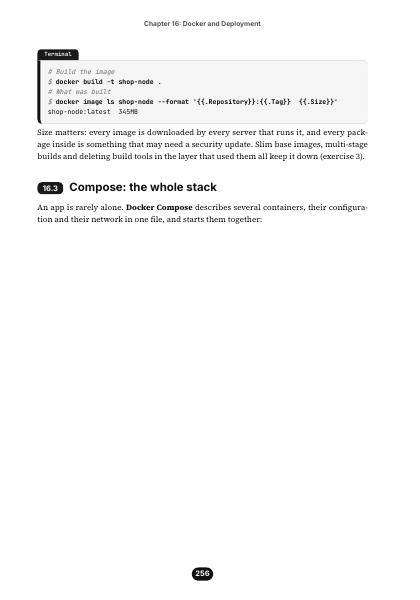 Chapter 16: Docker and Deployment
Terminal
# Build the image
$ docker build -t shop-node .
# What was built
$ docker image ls shop-node --format '{{.Repository}}:{{.Tag}}  {{.Size}}'
shop-node:latest  345MB
Size matters: every image is downloaded by every server that runs it, and every pack-
age inside is something that may need a security update. Slim base images, multi-stage
builds and deleting build tools in the layer that used them all keep it down (exercise 3).
16.3 Compose: the whole stack
An app is rarely alone. Docker Compose describes several containers, their configura-
tion and their network in one file, and starts them together:
256